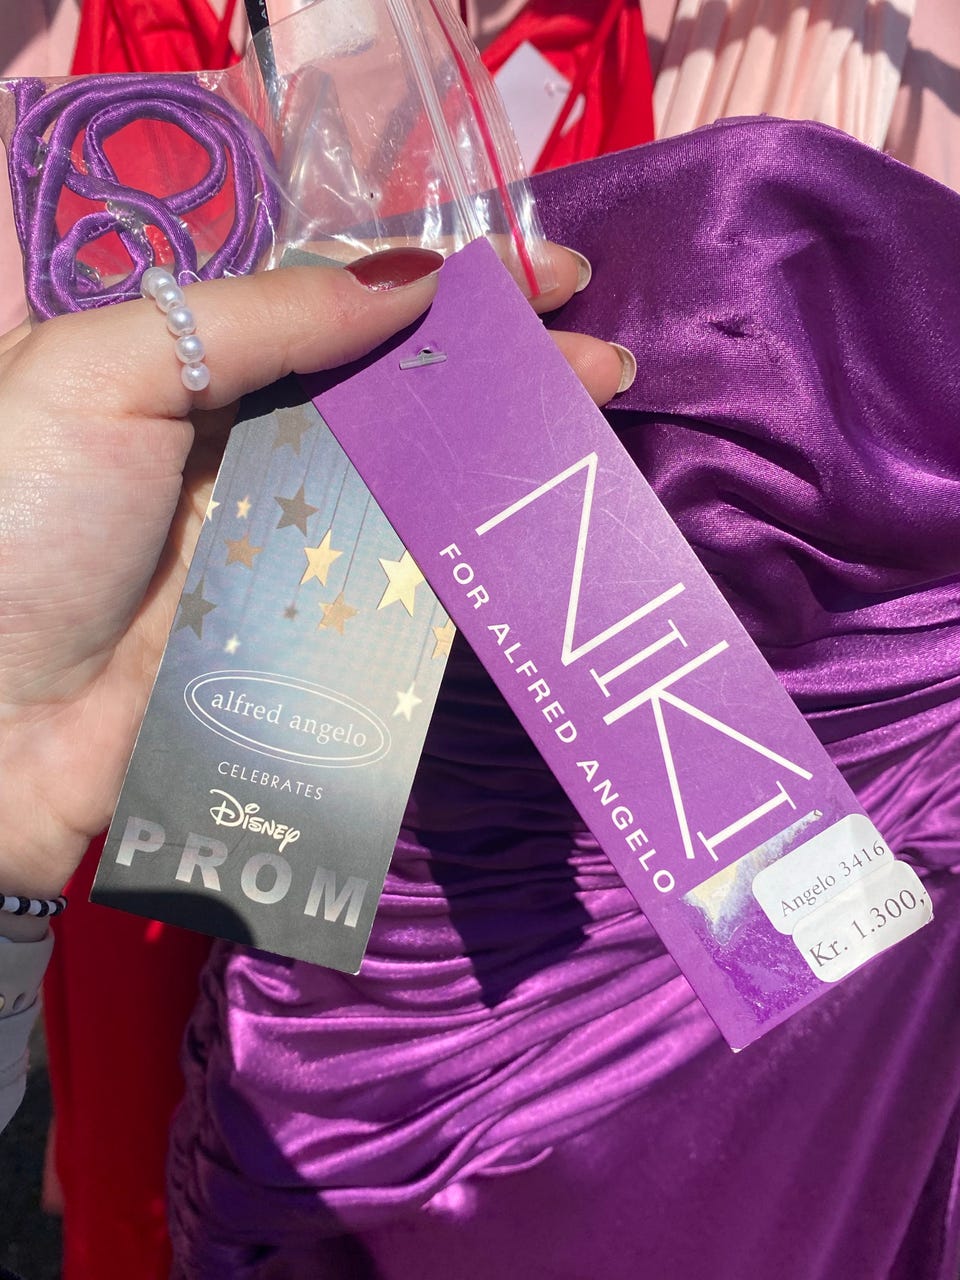 alfred angelo
CELEBRATES
Disney
PROM
NIKI
FOR ALFRED ANGELO
Angelo 3416
Kr. 1.300,-